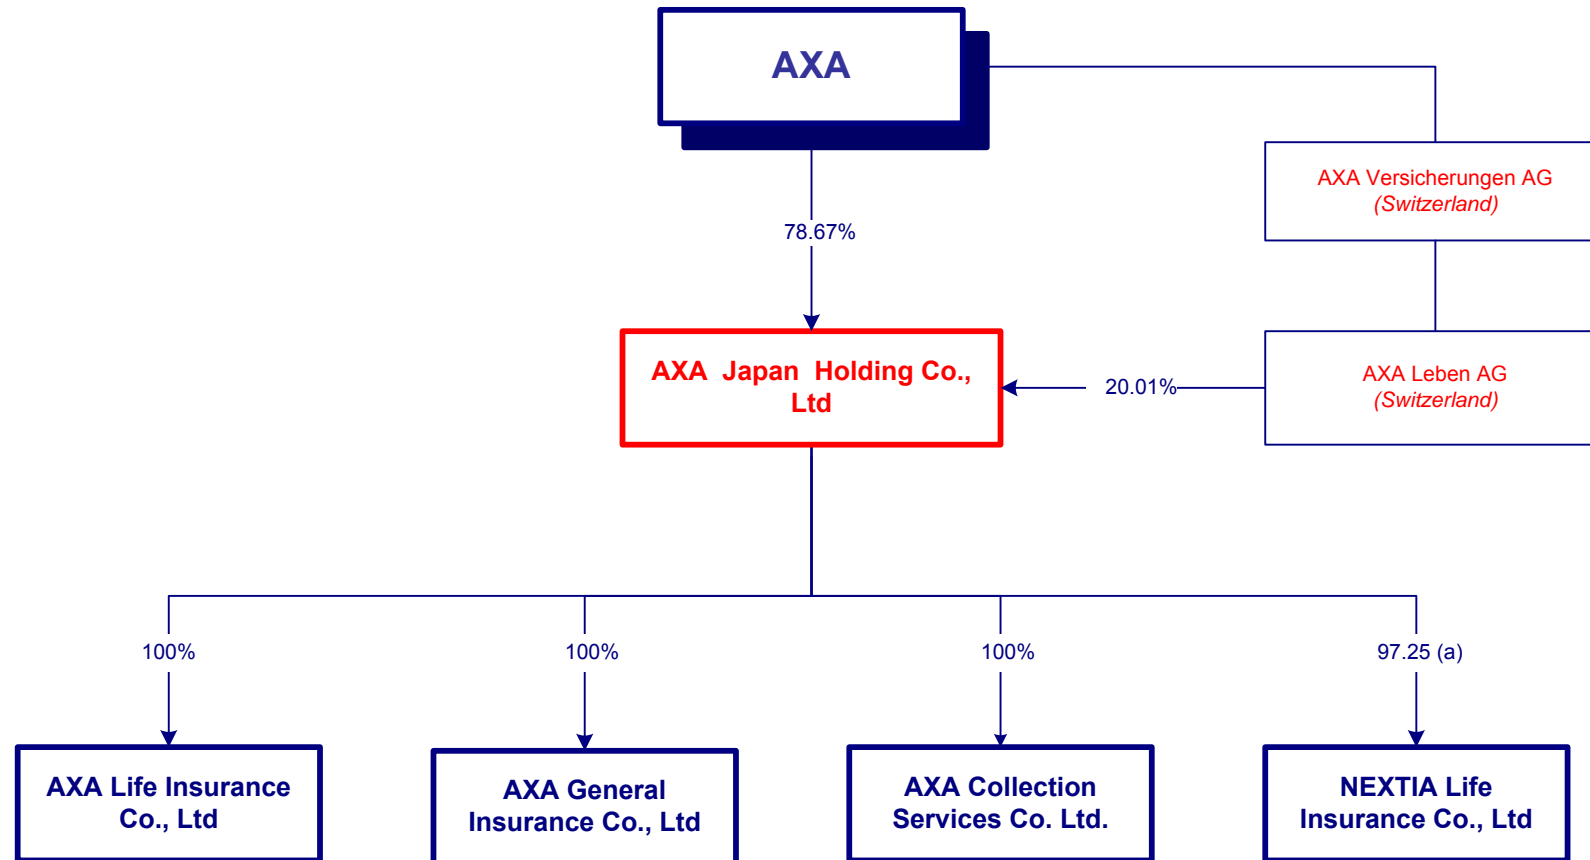 AXA
AXA Versicherungen AG
(Switzerland)
78.67%
AXA Japan Holding Co.,
Ltd
20.01%
AXA Leben AG
(Switzerland)
100%
100%
100%
97.25 (a)
AXA Life Insurance
Co., Ltd
AXA General
Insurance Co., Ltd
AXA Collection
Services Co. Ltd.
NEXTIA Life
Insurance Co., Ltd